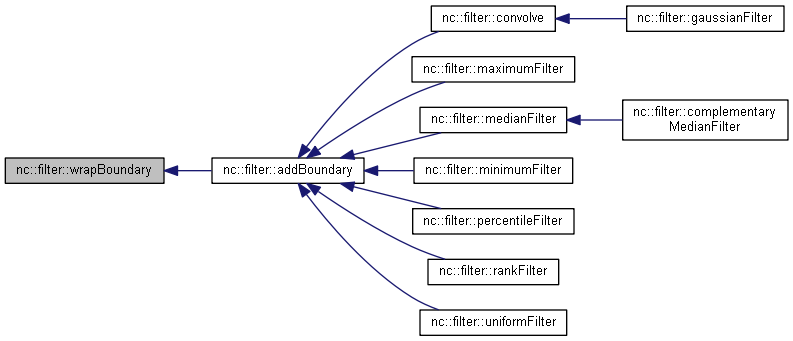 nc::filter::convolve
nc::filter::gaussianFilter
nc::filter::maximumFilter
nc::filter::medianFilter
nc::filter::complementary
MedianFilter
nc::filter::wrapBoundary
nc::filter::addBoundary
nc::filter::minimumFilter
nc::filter::percentileFilter
nc::filter::rankFilter
nc::filter::uniformFilter